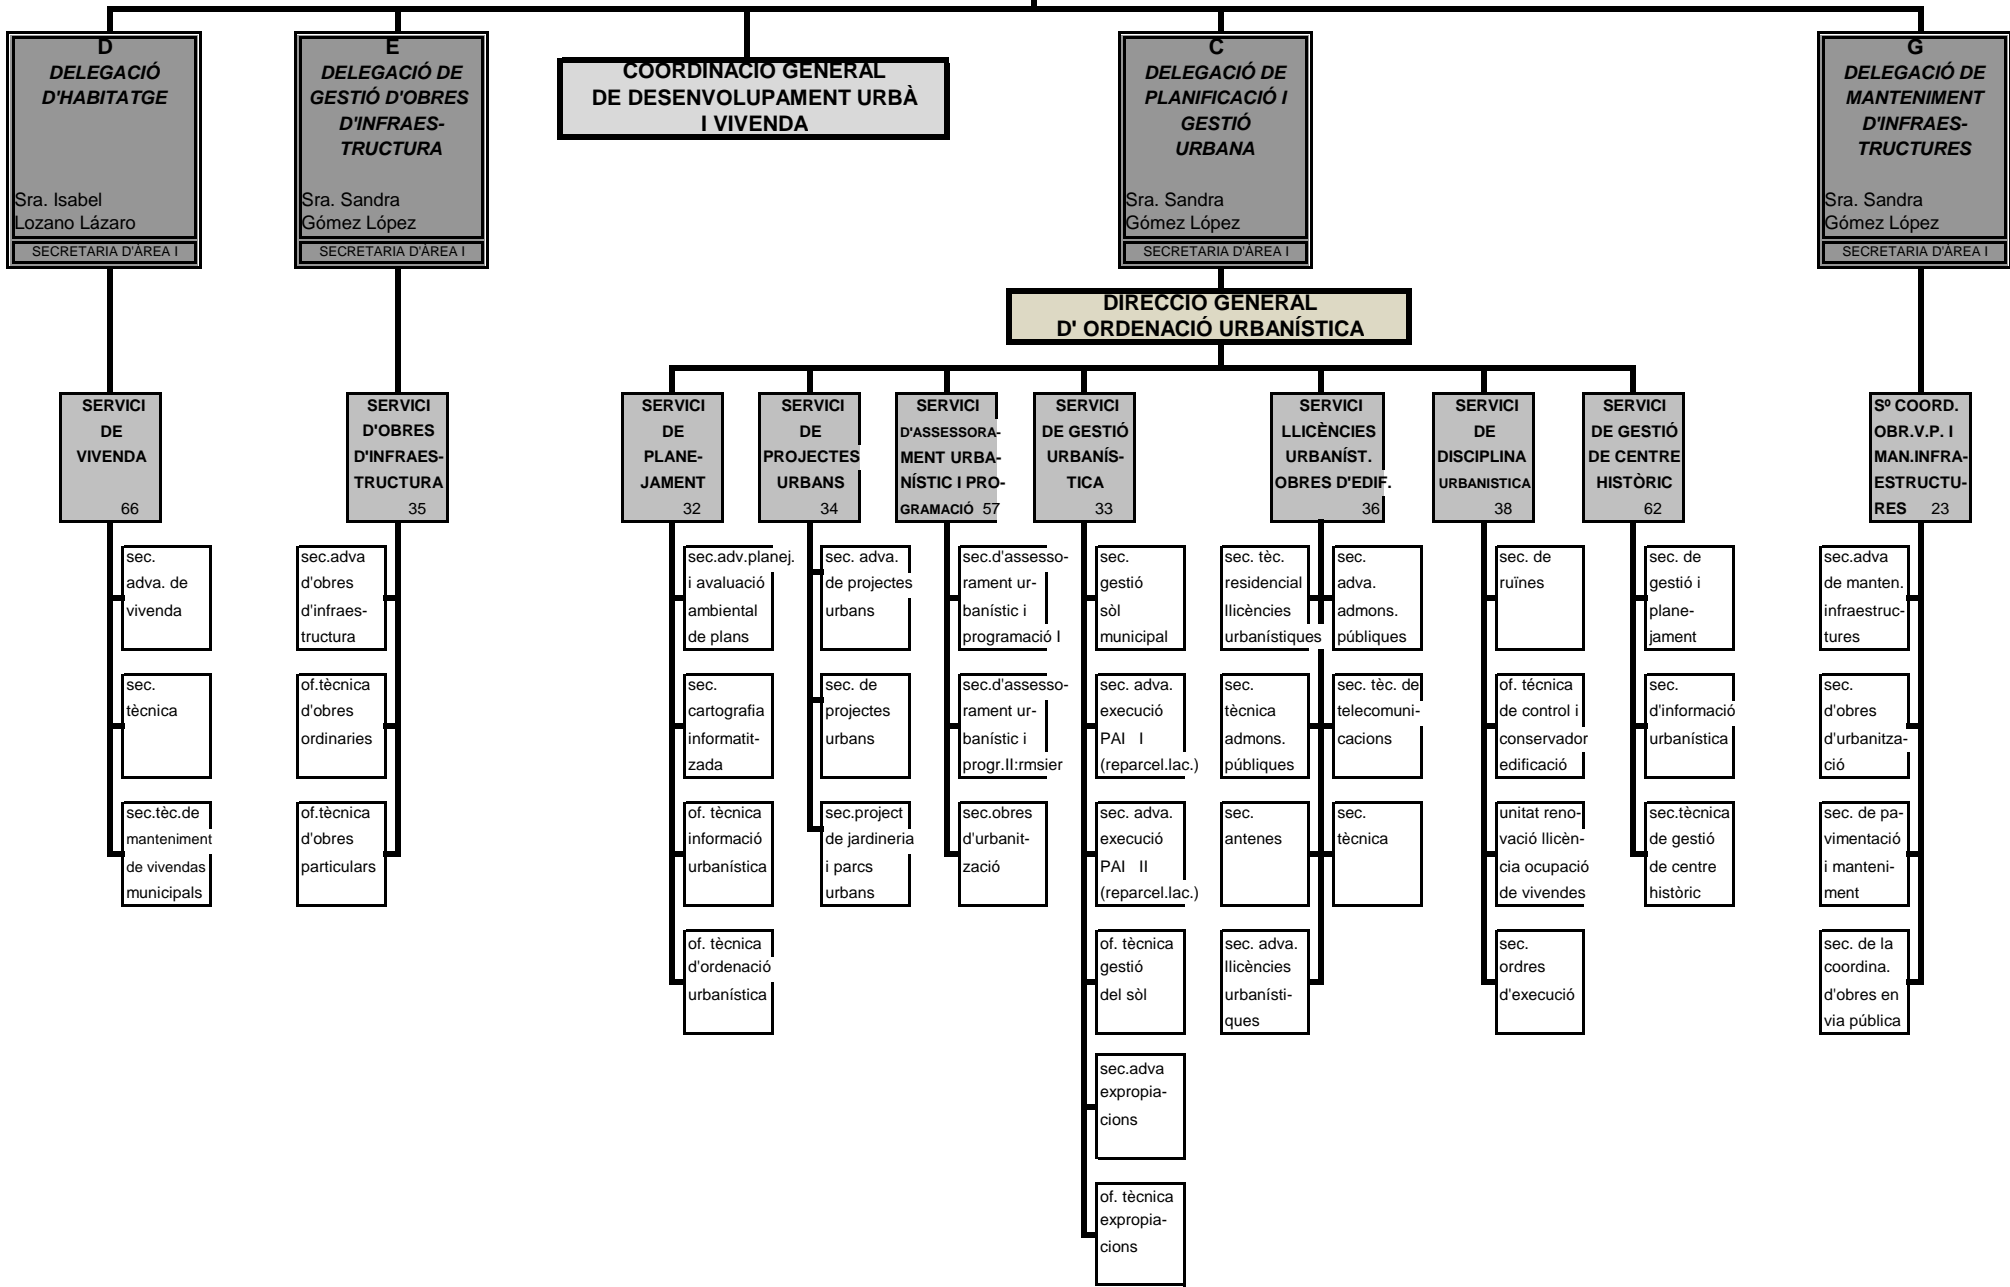 D
DELEGACIÓ
D'HABITATGE
Sra. Isabel
Lozano Lázaro
SECRETARIA D'ÀREA I
E
DELEGACIÓ DE
GESTIÓ D'OBRES
D'INFRAES-
TRUCTURA
Sra. Sandra
Gómez López
SECRETARIA D'ÀREA I
COORDINACIÓ GENERAL
DE DESENVOLUPAMENT URBÀ
I VIVENDA
C
DELEGACIÓ DE
PLANIFICACIÓ I
GESTIÓ
URBANA
Sra. Sandra
Gómez López
SECRETARIA D'ÀREA I
G
DELEGACIÓ DE
MANTENIMENT
D'INFRAES-
TRUCTURES
Sra. Sandra
Gómez López
SECRETARIA D'ÀREA I
DIRECCIÓ GENERAL
D' ORDENACIÓ URBANÍSTICA
SERVICI
DE
VIVENDA
66
SERVICI
D'OBRES
D'INFRAES-
TRUCTURA
35
SERVICI
DE
PLANE-
JAMENT
32
SERVICI
DE
PROJECTES
URBANS
34
SERVICI
D'ASSESSORA-
MENT URBA-
NÍSTIC I PRO-
GRAMACIÓ 57
SERVICI
DE GESTIÓ
URBANÍS-
TICA
33
SERVICI
LLICÈNCIES
URBANÍST.
OBRES D'EDIF.
36
SERVICI
DE
DISCIPLINA
URBANISTICA
38
SERVICI
DE GESTIÓ
DE CENTRE
HISTÒRIC
62
Sº COORD.
OBR.V.P. I
MAN.INFRA-
ESTRUCTU-
RES 23
sec.
adva. de
vivenda
sec.
tècnica
sec.tèc.de
manteniment
de vivendas
municipals
sec.adva
d'obres
d'infraes-
tructura
of.tècnica
d'obres
ordinaries
of.tècnica
d'obres
particulars
sec.adv.planej.
i avaluació
ambiental
de plans
sec.
cartografia
informatit-
zada
of. tècnica
informació
urbanística
of. tècnica
d'ordenació
urbanística
sec. adva.
de projectes
urbans
sec. de
projectes
urbans
sec.project
de jardineria
i parcs
urbans
sec.d'assesso-
rament ur-
banístic i
programació I
sec.d'assesso-
rament ur-
banístic i
progr.II:rmsier
sec.obres
d'urbanit-
zació
sec.
gestió
sòl
municipal
sec. adva.
execució
PAI I
(reparcel.lac.)
sec. adva.
execució
PAI II
(reparcel.lac.)
of. tècnica
gestió
del sòl
sec.adva
expropia-
cions
of. tècnica
expropia-
cions
sec. tèc.
residencial
llicències
urbanístiques
sec.
tècnica
admons.
públiques
sec.
antenes
sec. adva.
llicències
urbanísti-
ques
sec.
adva.
admons.
públiques
sec. tèc. de
telecomuni-
cacions
sec.
tècnica
sec. de
ruïnes
of. técnica
de control i
conservador
edificació
unitat reno-
vació llicèn-
cia ocupació
de vivendes
sec.
ordres
d'execució
sec. de
gestió i
plane-
jament
sec.
d'informació
urbanística
sec.tècnica
de gestió
de centre
històric
sec.adva
de manten.
infraestruc-
tures
sec.
d'obres
d'urbanitza-
ció
sec. de pa-
vimentació
i manteni-
ment
sec. de la
coordina.
d'obres en
via pública